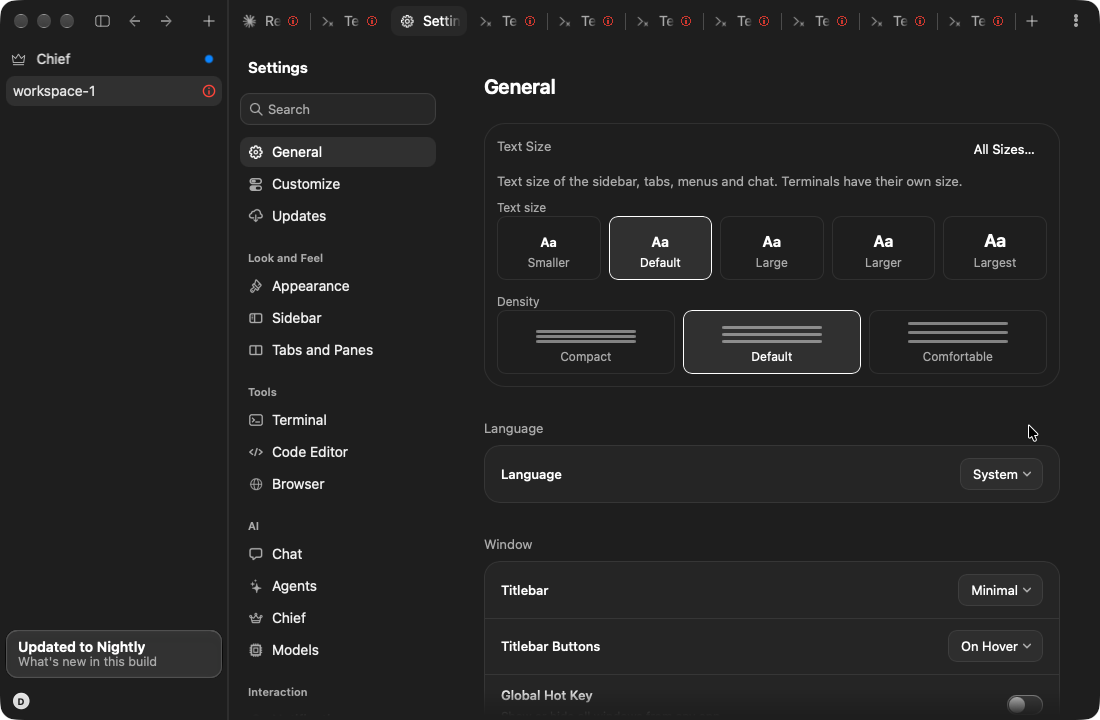 Re
Te
Settin
Te
Te
Te
Te
Te
Te
Te
Chief
workspace-1
Updated to Nightly
What's new in this build
D
Settings
Search
General
Customize
Updates
Look and Feel
Appearance
Sidebar
Tabs and Panes
Tools
Terminal
Code Editor
Browser
AI
Chat
Agents
Chief
Models
Interaction
General
Text Size
All Sizes...
Text size of the sidebar, tabs, menus and chat. Terminals have their own size.
Text size
Aa Aa Aa Aa Aa
Smaller Default Large Larger Largest
Density
Compact Default Comfortable
Language
Language System
Window
Titlebar Minimal
Titlebar Buttons On Hover
Global Hot Key